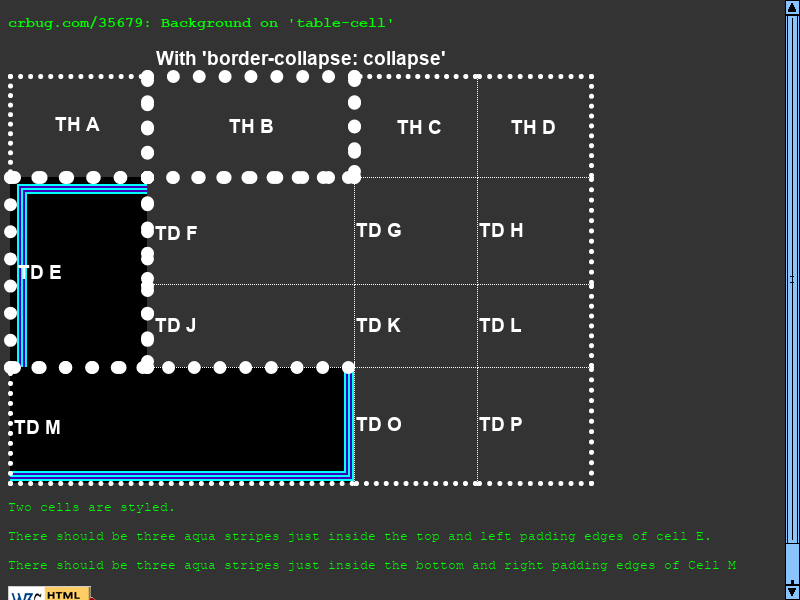 crbug.com/35679: Background on 'table-cell'
With 'border-collapse: collapse'
TH A TH B TH C TH D
TD E TD F TD G TD H
TD J TD K TD L
TD M TD O TD P
Two cells are styled.
There should be three aqua stripes just inside the top and left padding edges of cell E.
There should be three aqua stripes just inside the bottom and right padding edges of Cell M
W3C HTML